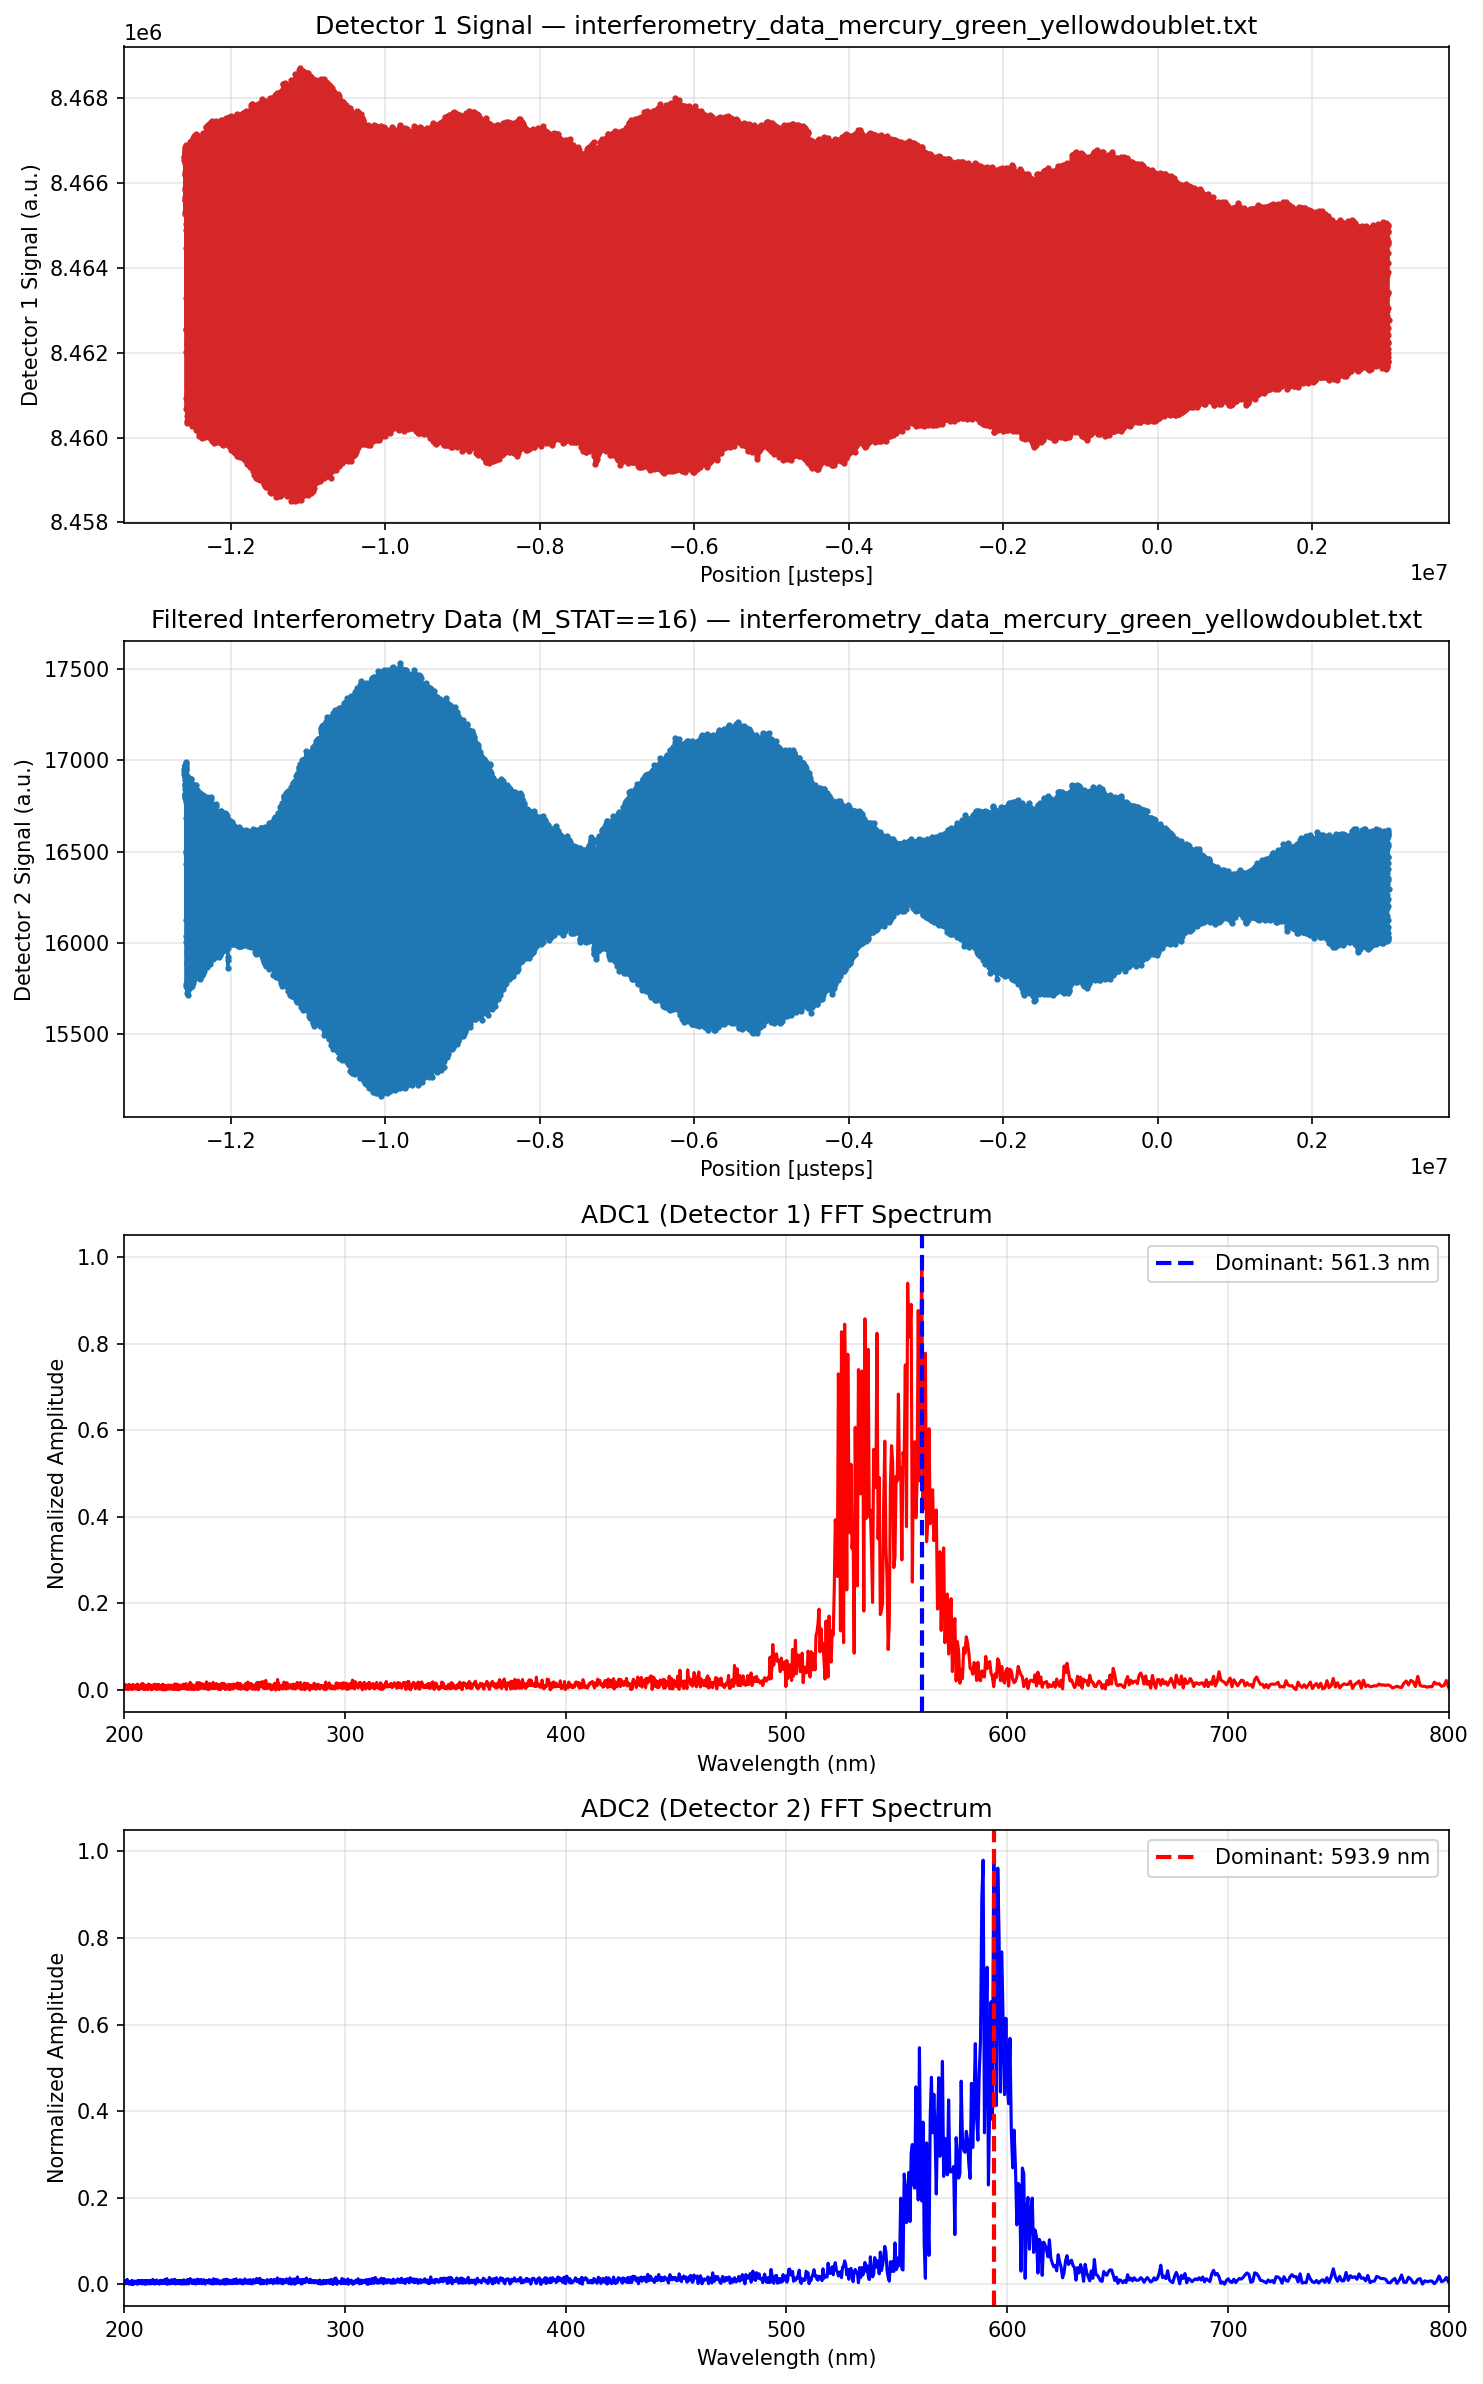 Detector 1 Signal — interferometry_data_mercury_green_yellowdoublet.txt
1e6
8.468
8.466
8.464
8.462
8.460
8.458
Detector 1 Signal (a.u.)
−1.2 −1.0 −0.8 −0.6 −0.4 −0.2 0.0 0.2
1e7
Position [µsteps]
Filtered Interferometry Data (M_STAT==16) — interferometry_data_mercury_green_yellowdoublet.txt
17500
17000
16500
16000
15500
Detector 2 Signal (a.u.)
−1.2 −1.0 −0.8 −0.6 −0.4 −0.2 0.0 0.2
1e7
Position [µsteps]
ADC1 (Detector 1) FFT Spectrum
Dominant: 561.3 nm
1.0
0.8
0.6
0.4
0.2
0.0
Normalized Amplitude
200 300 400 500 600 700 800
Wavelength (nm)
ADC2 (Detector 2) FFT Spectrum
Dominant: 593.9 nm
1.0
0.8
0.6
0.4
0.2
0.0
Normalized Amplitude
200 300 400 500 600 700 800
Wavelength (nm)